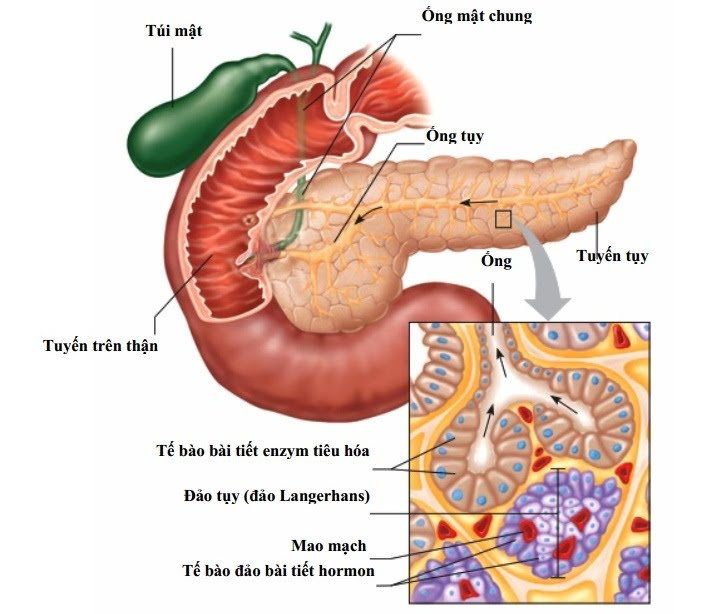 Ống mật chung
Túi mật
Ống tụy
Tuyến tụy
Ống
Tuyến trên thận
Tế bào bài tiết enzym tiêu hóa
Đảo tụy (đảo Langerhans)
Mao mạch
Tế bào đảo bài tiết hormon